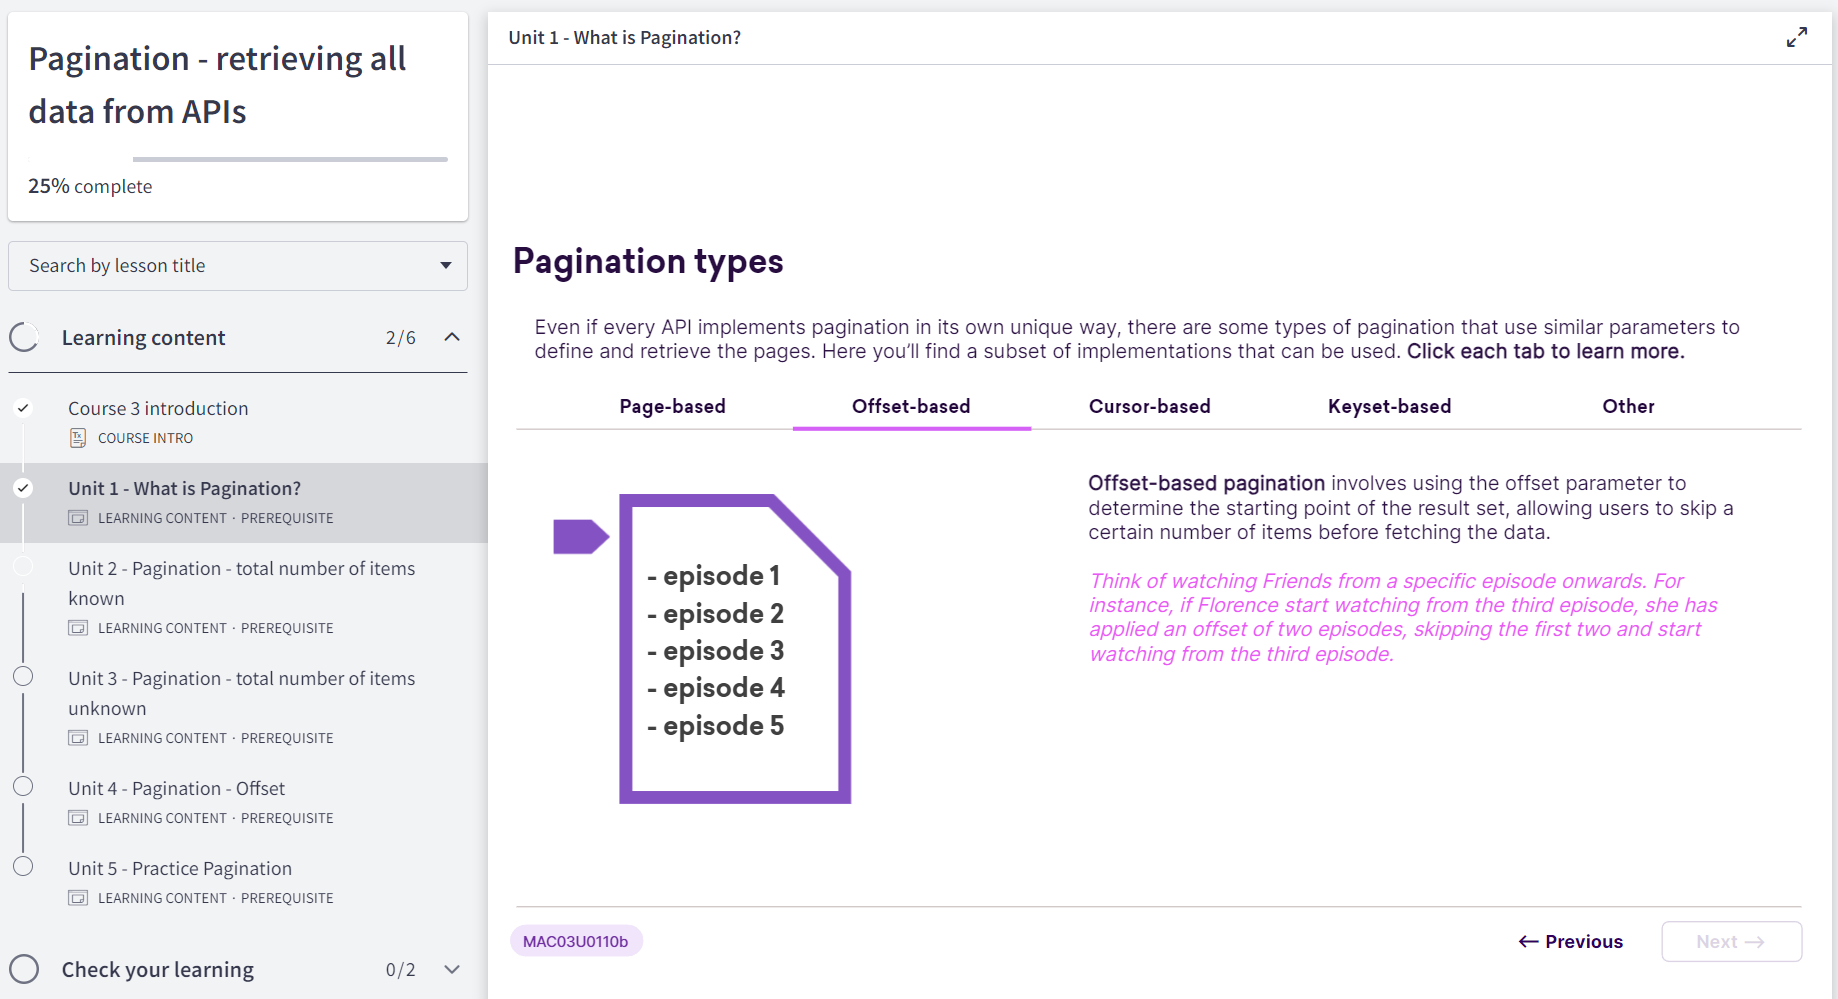 Pagination - retrieving all
data from APIs
25% complete
Search by lesson title
Learning content 2/6
Course 3 introduction
COURSE INTRO
Unit 1 - What is Pagination?
LEARNING CONTENT · PREREQUISITE
Unit 2 - Pagination - total number of items
known
LEARNING CONTENT · PREREQUISITE
Unit 3 - Pagination - total number of items
unknown
LEARNING CONTENT · PREREQUISITE
Unit 4 - Pagination - Offset
LEARNING CONTENT · PREREQUISITE
Unit 5 - Practice Pagination
LEARNING CONTENT · PREREQUISITE
Check your learning 0/2
Unit 1 - What is Pagination?
Pagination types
Even if every API implements pagination in its own unique way, there are some types of pagination that use similar parameters to
define and retrieve the pages. Here you'll find a subset of implementations that can be used. Click each tab to learn more.
Page-based Offset-based Cursor-based Keyset-based Other
- episode 1
- episode 2
- episode 3
- episode 4
- episode 5
Offset-based pagination involves using the offset parameter to
determine the starting point of the result set, allowing users to skip a
certain number of items before fetching the data.
Think of watching Friends from a specific episode onwards. For
instance, if Florence start watching from the third episode, she has
applied an offset of two episodes, skipping the first two and start
watching from the third episode.
MAC03U0110b
← Previous
Next →